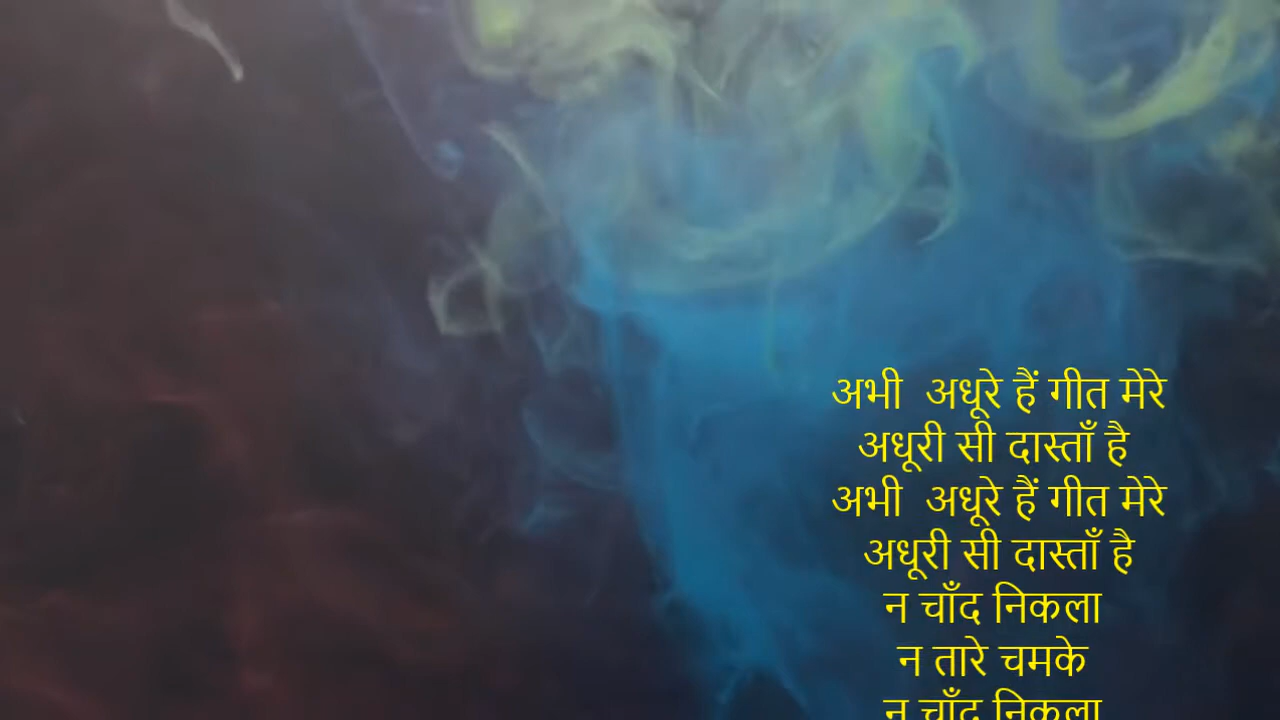 अभी  अधूरे हैं गीत मेरे
अधूरी सी दास्ताँ है
अभी  अधूरे हैं गीत मेरे
अधूरी सी दास्ताँ है
न चाँद निकला
न तारे चमके
न चाँद निकला